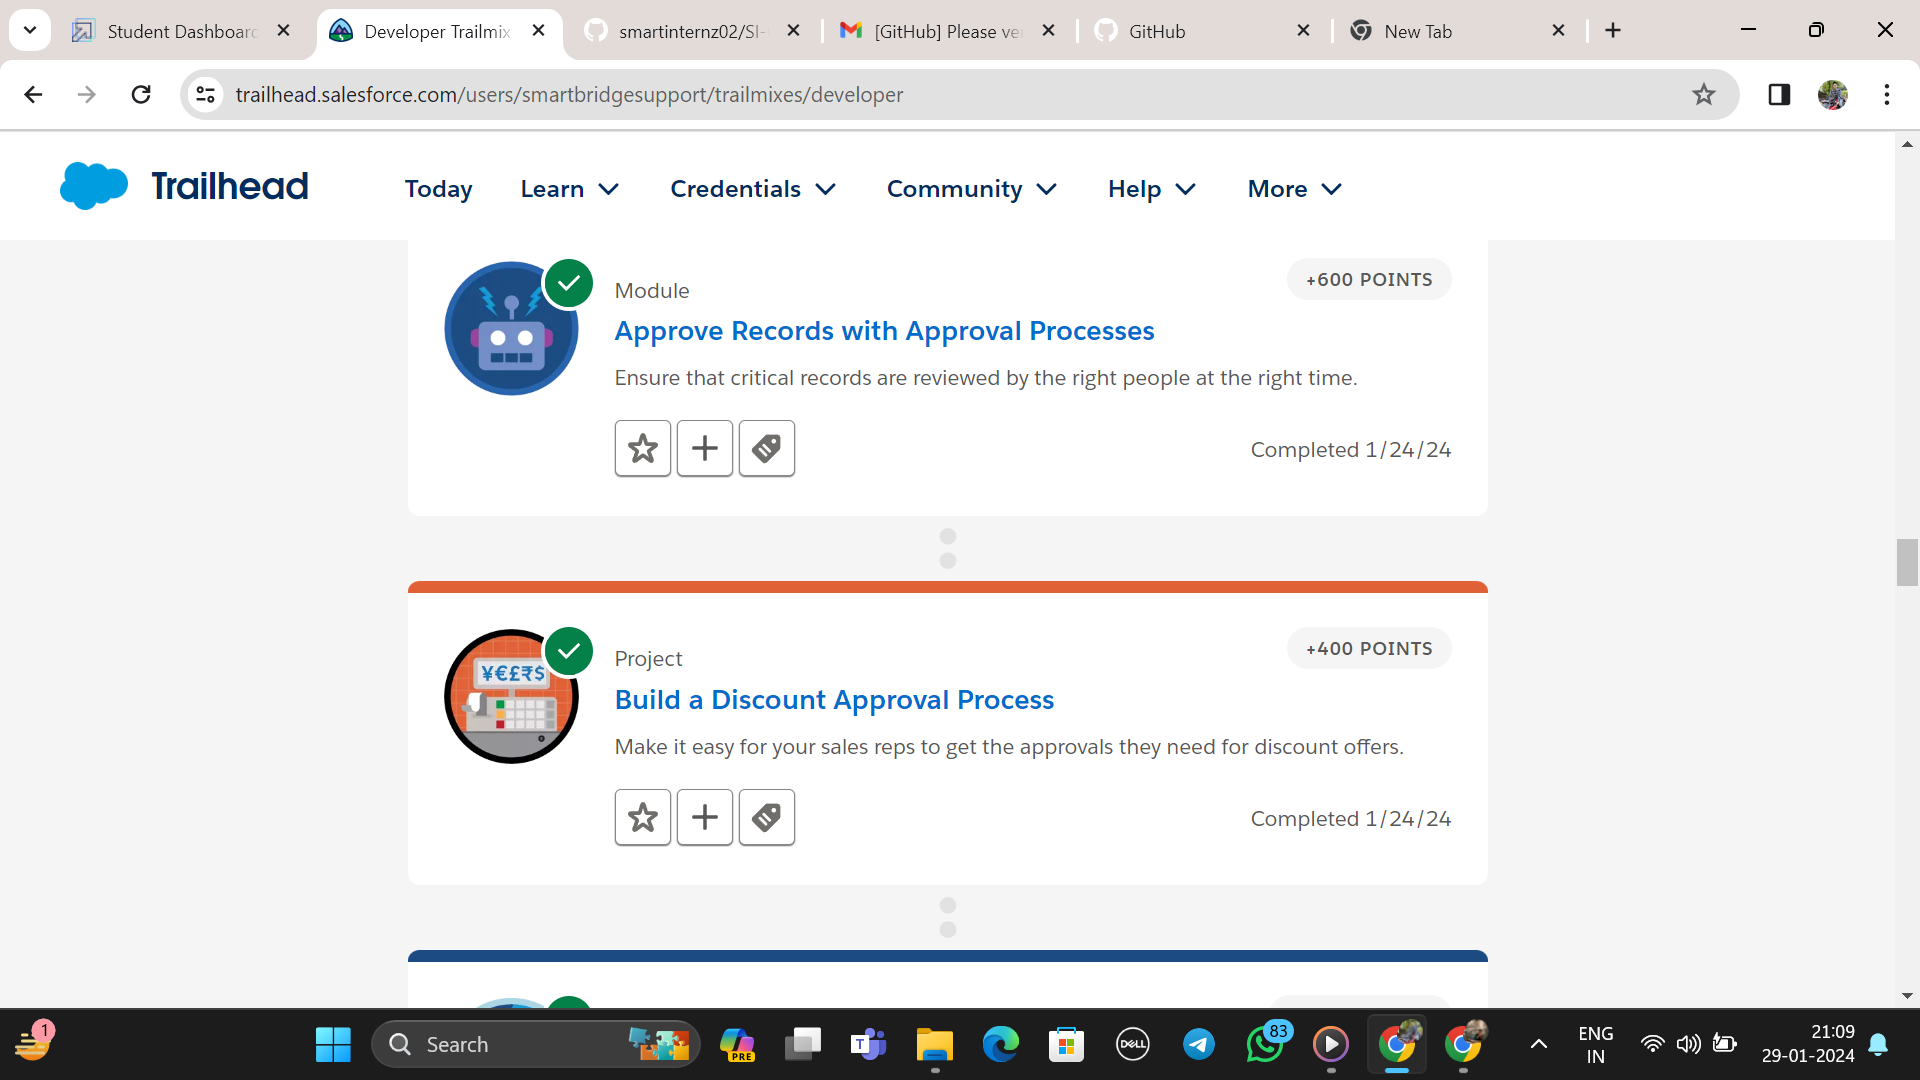 Student Dashboard
Developer Trailmix
smartinternz02/SI-
[GitHub] Please ve
GitHub
New Tab
trailhead.salesforce.com/users/smartbridgesupport/trailmixes/developer
Trailhead
Today
Learn
Credentials
Community
Help
More
+600 POINTS
Module
Approve Records with Approval Processes
Ensure that critical records are reviewed by the right people at the right time.
Completed 1/24/24
+400 POINTS
¥€£₹$
Project
Build a Discount Approval Process
Make it easy for your sales reps to get the approvals they need for discount offers.
Completed 1/24/24
1
Search
PRE
T
DELL
83
ENG
IN
21:09
29-01-2024